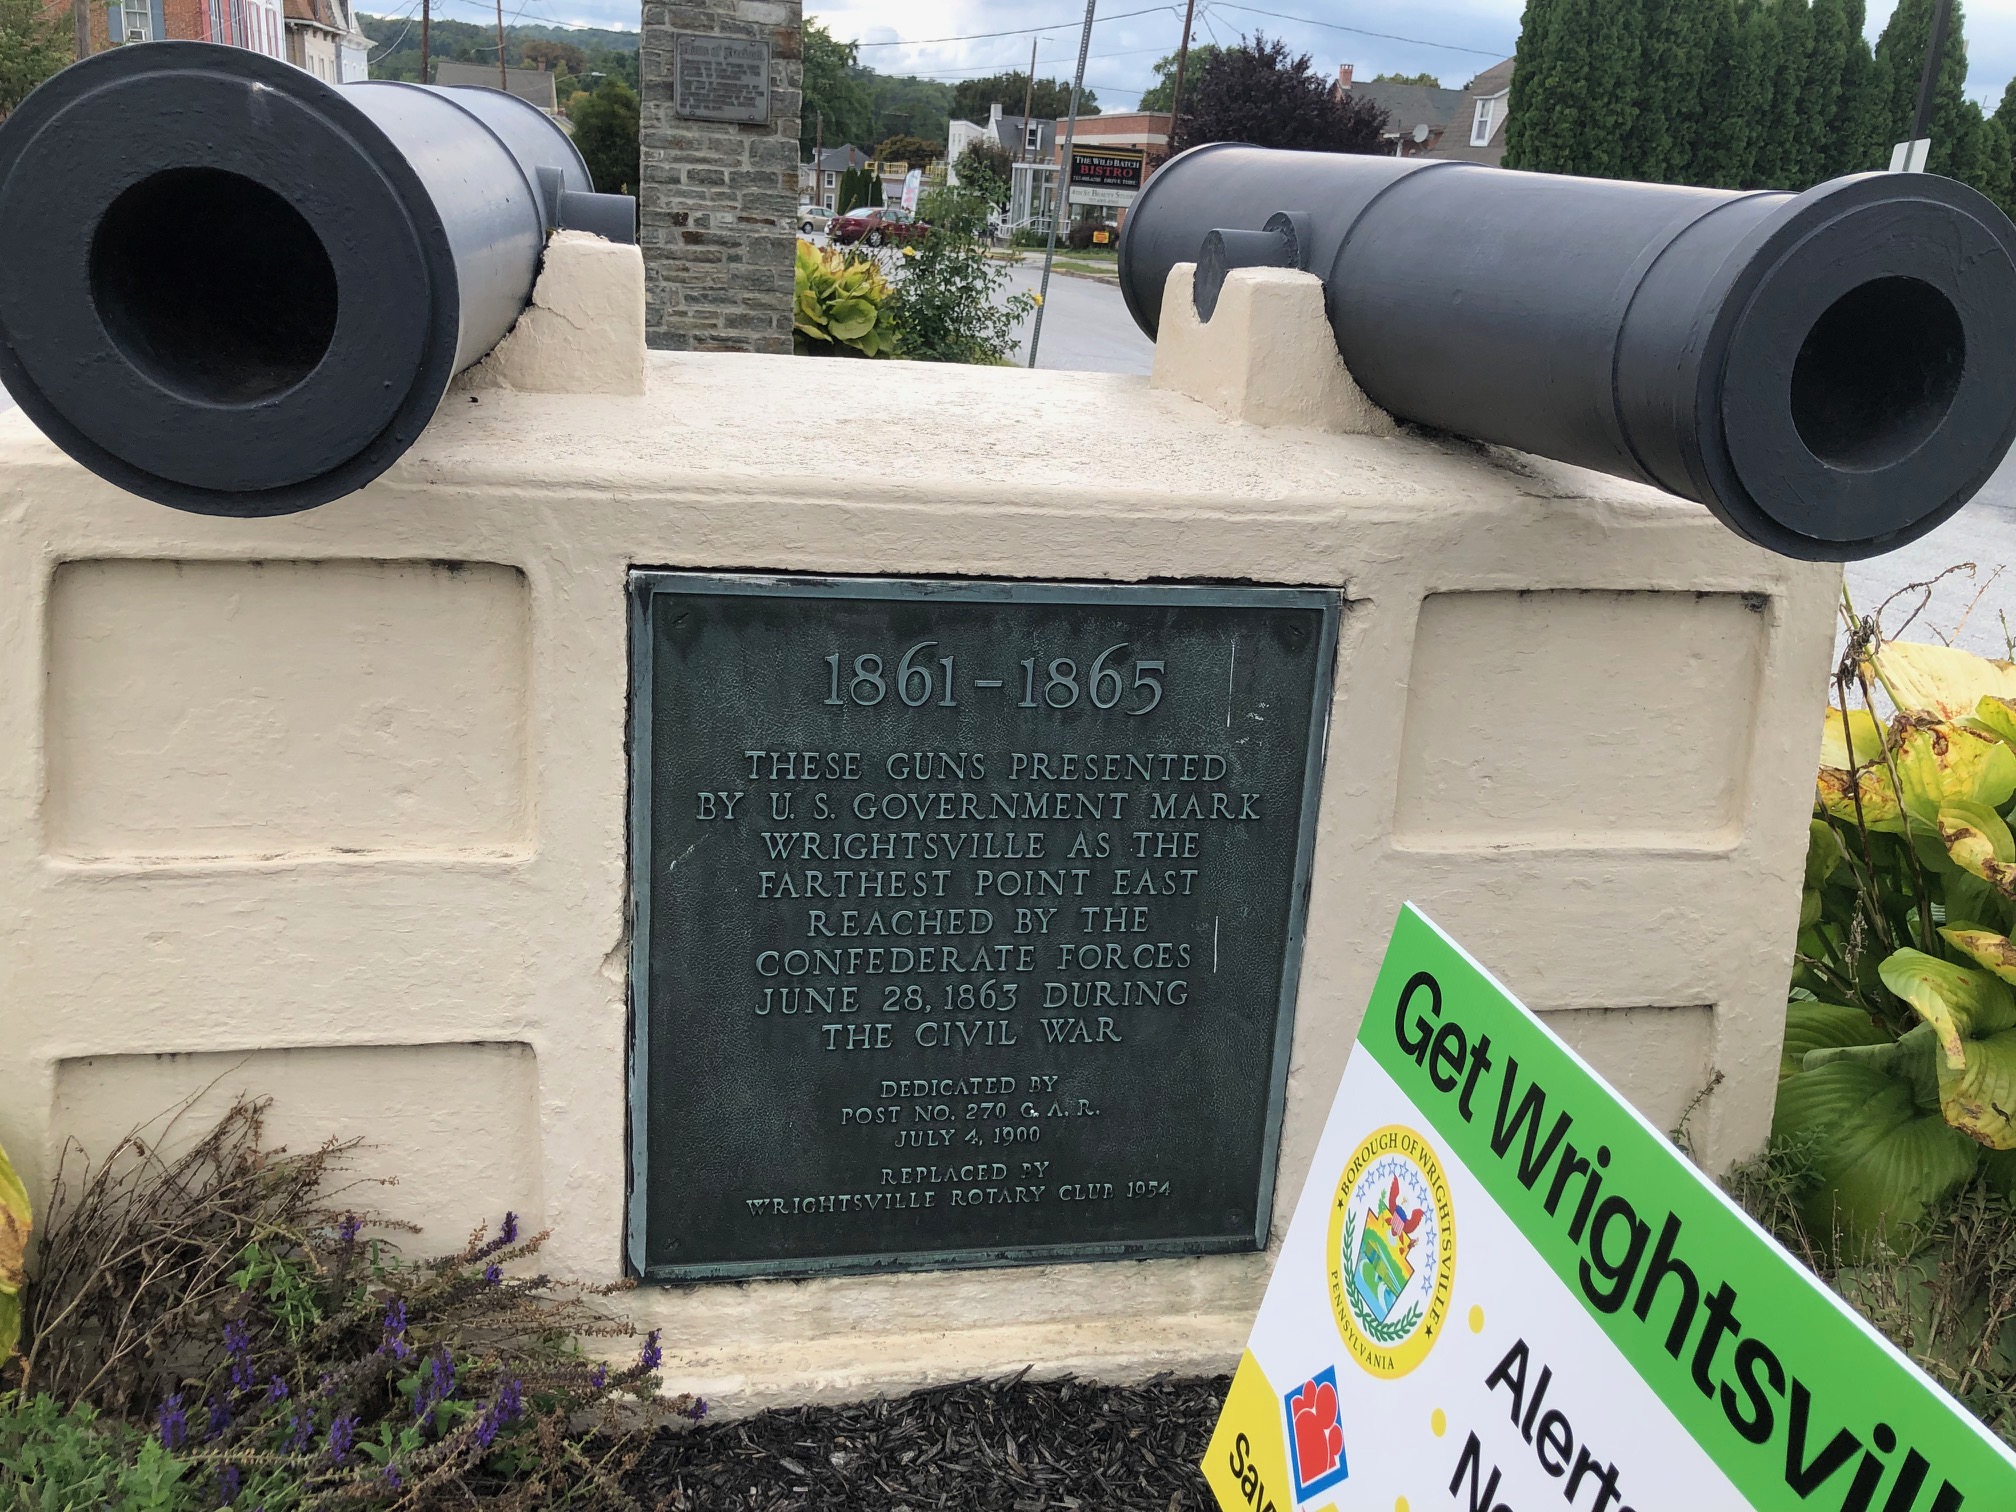 THE WILD BATCH
BISTRO
1861-1865
THESE GUNS PRESENTED
BY U. S. GOVERNMENT MARK
WRIGHTSVILLE AS THE
FARTHEST POINT EAST
REACHED BY THE
CONFEDERATE FORCES
JUNE 28, 1863 DURING
THE CIVIL WAR
DEDICATED BY
POST NO. 270 G. A. R.
JULY 4, 1900
REPLACED BY
WRIGHTSVILLE ROTARY CLUB 1954
Get Wrightsvill
BOROUGH OF WRIGHTSVILLE
PENNSYLVANIA
Alerts
Sav